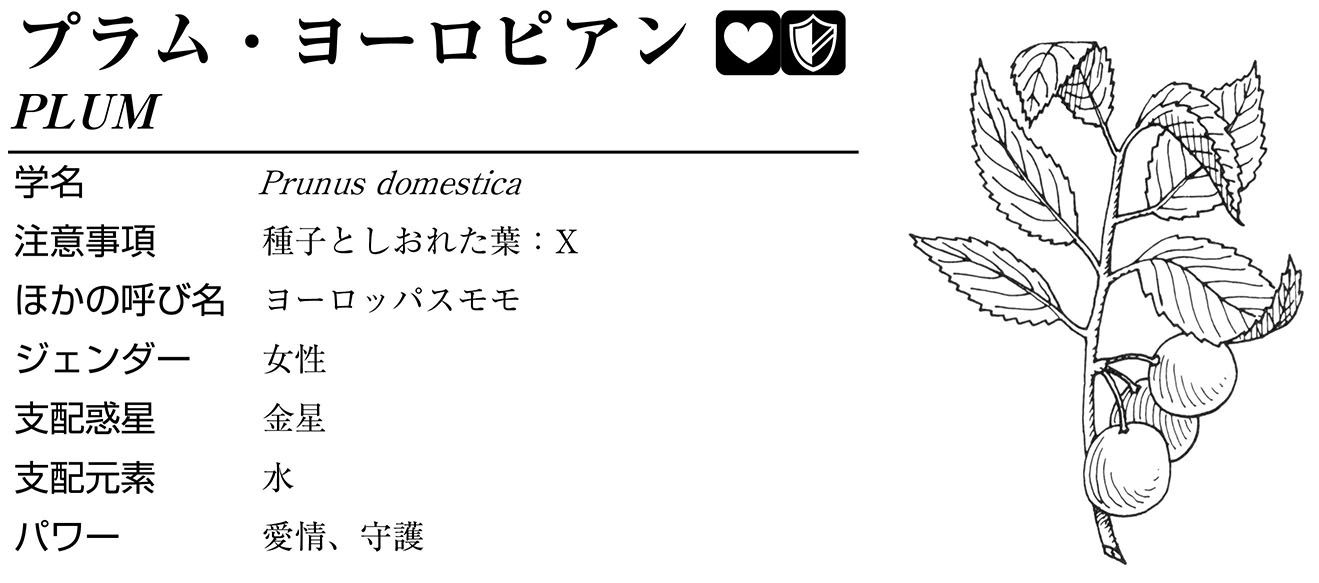 プラム・ヨーロピアン
PLUM
学名 Prunus domestica
注意事項 種子としおれた葉：X
ほかの呼び名 ヨーロッパスモモ
ジェンダー 女性
支配惑星 金星
支配元素 水
パワー 愛情、守護